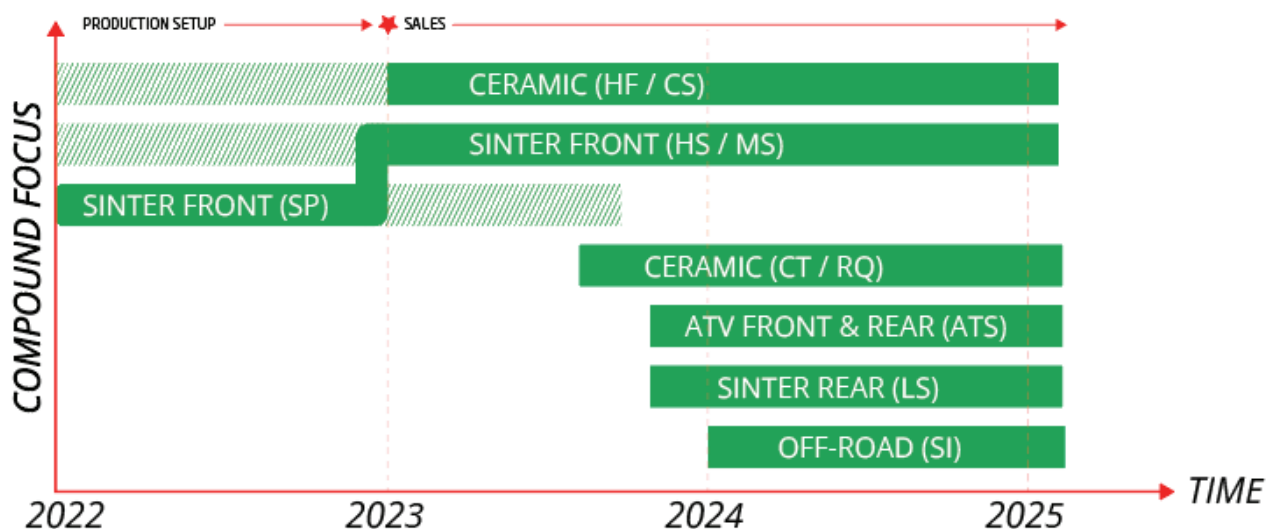 PRODUCTION SETUP
SALES
COMPOUND FOCUS
CERAMIC (HF / CS)
SINTER FRONT (HS / MS)
SINTER FRONT (SP)
CERAMIC (CT / RQ)
ATV FRONT & REAR (ATS)
SINTER REAR (LS)
OFF-ROAD (SI)
TIME
2022
2023
2024
2025